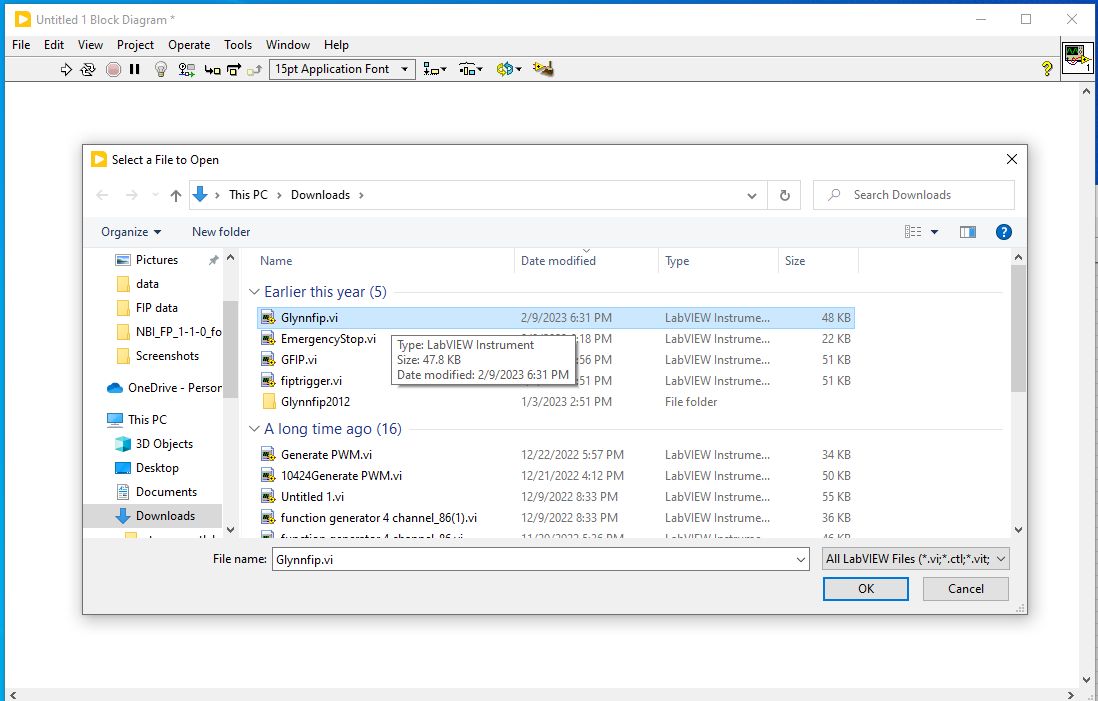 Untitled 1 Block Diagram *
File Edit View Project Operate Tools Window Help
15pt Application Font
?
1
Select a File to Open
This PC > Downloads >
Search Downloads
Organize
New folder
?
Name
Date modified
Type
Size
Pictures
data
FIP data
NBI_FP_1-1-0_fo
Screenshots
OneDrive - Person
This PC
3D Objects
Desktop
Documents
Downloads
Earlier this year (5)
Glynnfip.vi 2/9/2023 6:31 PM LabVIEW Instrume... 48 KB
EmergencyStop.vi :18 PM LabVIEW Instrume... 22 KB
GFIP.vi :56 PM LabVIEW Instrume... 51 KB
fiptrigger.vi :51 PM LabVIEW Instrume... 51 KB
Glynnfip2012 1/3/2023 2:51 PM File folder
Type: LabVIEW Instrument
Size: 47.8 KB
Date modified: 2/9/2023 6:31 PM
A long time ago (16)
Generate PWM.vi 12/22/2022 5:57 PM LabVIEW Instrume... 34 KB
10424Generate PWM.vi 12/21/2022 4:12 PM LabVIEW Instrume... 50 KB
Untitled 1.vi 12/9/2022 8:33 PM LabVIEW Instrume... 55 KB
function generator 4 channel_86(1).vi 12/9/2022 8:33 PM LabVIEW Instrume... 36 KB
function generator 4 channel_86.vi
File name: Glynnfip.vi
All LabVIEW Files (*.vi;*.ctl;*.vit;
OK
Cancel